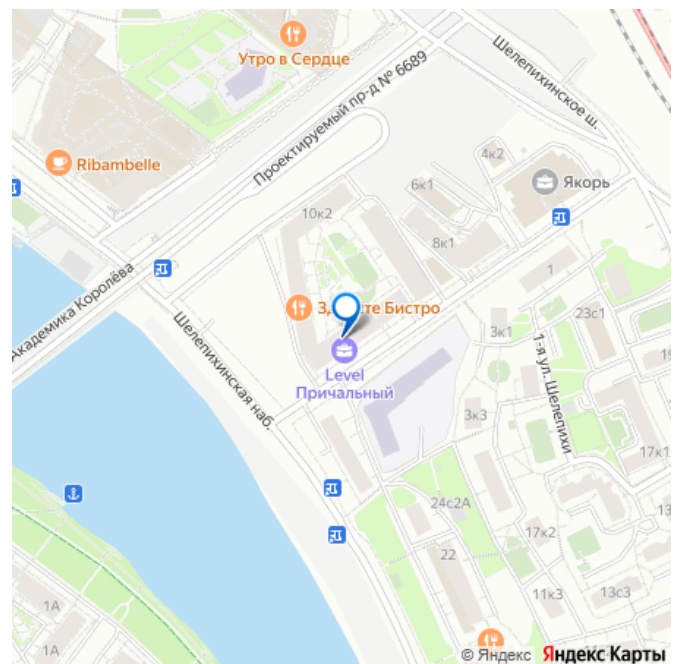 Утро в Сердце
Шелепихинское ш.
Проектируемый пр-д № 6689
Ribambelle
4к2
Якорь
6к1
10к2
8к1
Академика Королёва
1
Бистро
23с1
3к1
Шелепихинская наб.
Level
Причальный
1-я ул. Шелепихи
3к3
17к1
24с2А
17к2
22
1А
11к3
13с3
1А
© Яндекс Яндекс Карты